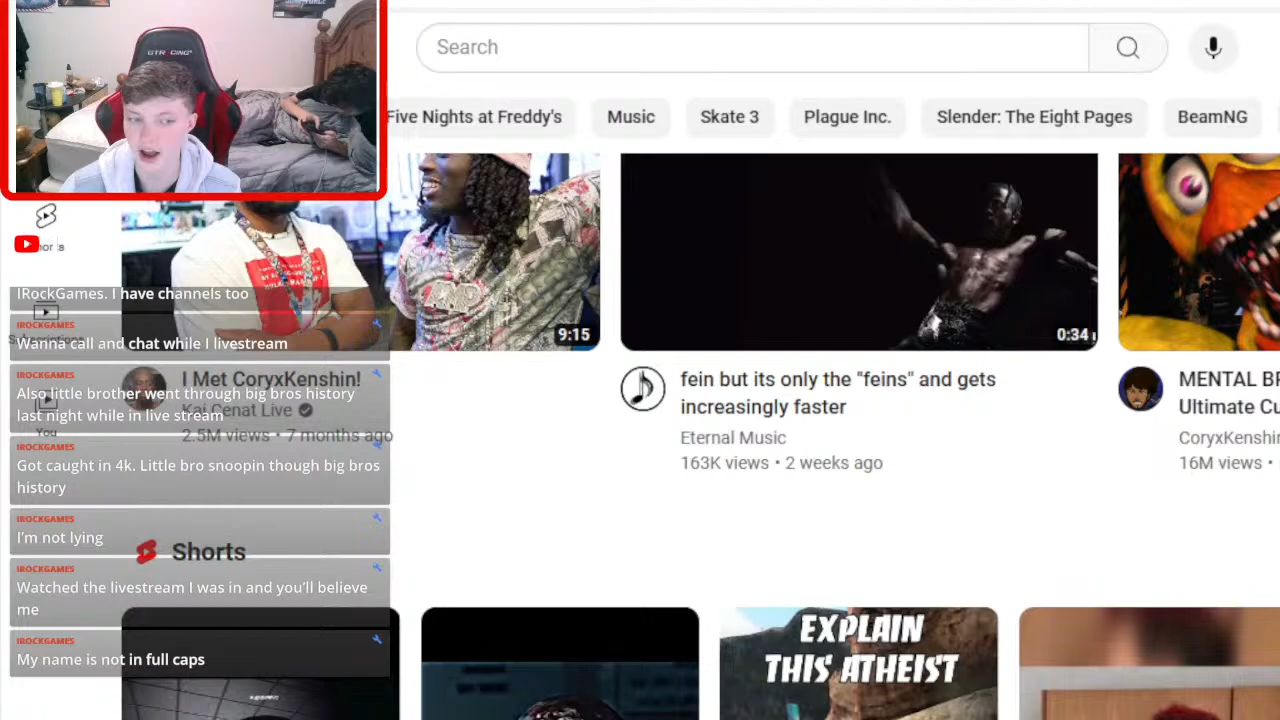 GTRACING
Search
Five Nights at Freddy's
Music
Skate 3
Plague Inc.
Slender: The Eight Pages
BeamNG
9:15
0:34
IRockGames. I have channels too
IROCKGAMES
Wanna call and chat while I livestream
IROCKGAMES
Also little brother went through big bros history
last night while in live stream
IROCKGAMES
Got caught in 4k. Little bro snoopin though big bros
history
IROCKGAMES
I'm not lying
IROCKGAMES
Watched the livestream I was in and you'll believe
me
IROCKGAMES
My name is not in full caps
You
I Met CoryxKenshin!
Kai Cenat Live
2.5M views • 7 months ago
fein but its only the "feins" and gets
increasingly faster
Eternal Music
163K views • 2 weeks ago
MENTAL
Ultimate
CoryxKenshin
16M views •
Shorts
EXPLAIN
THIS ATHEIST